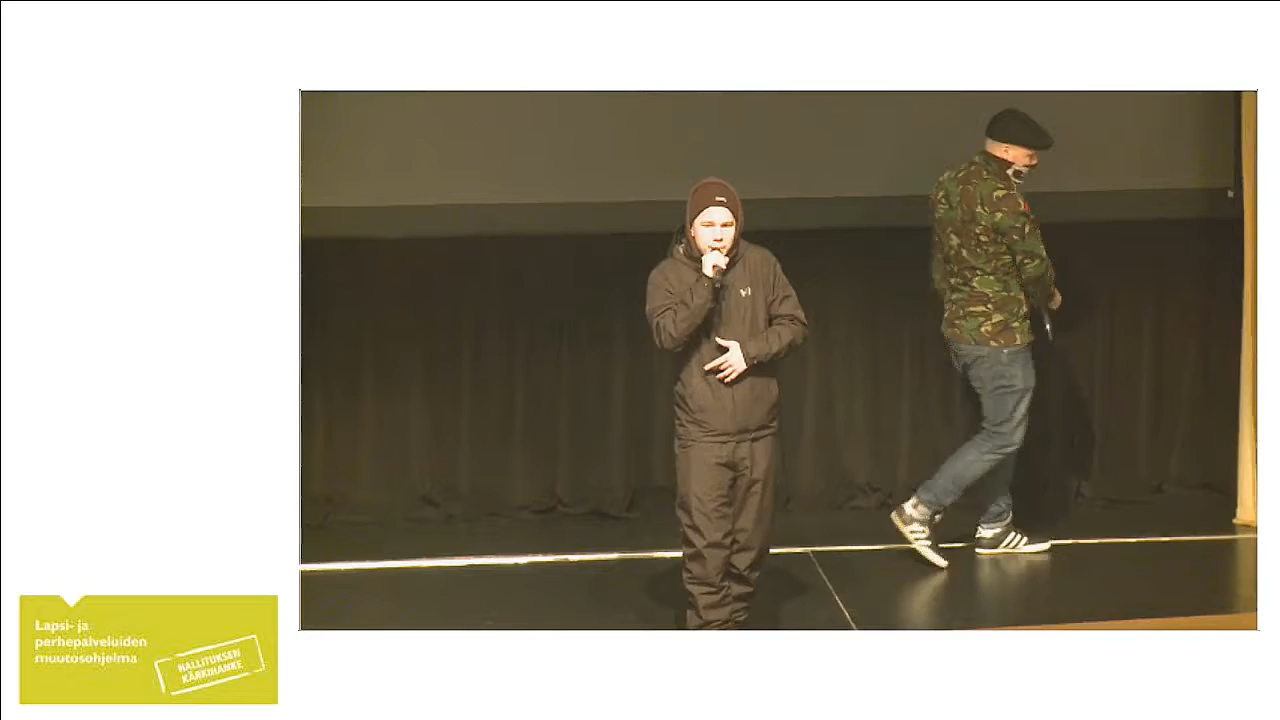 Lapsi- ja
perhepalveluiden
muutosohjelma
HALLITUKSEN
KÄRKIHANKE